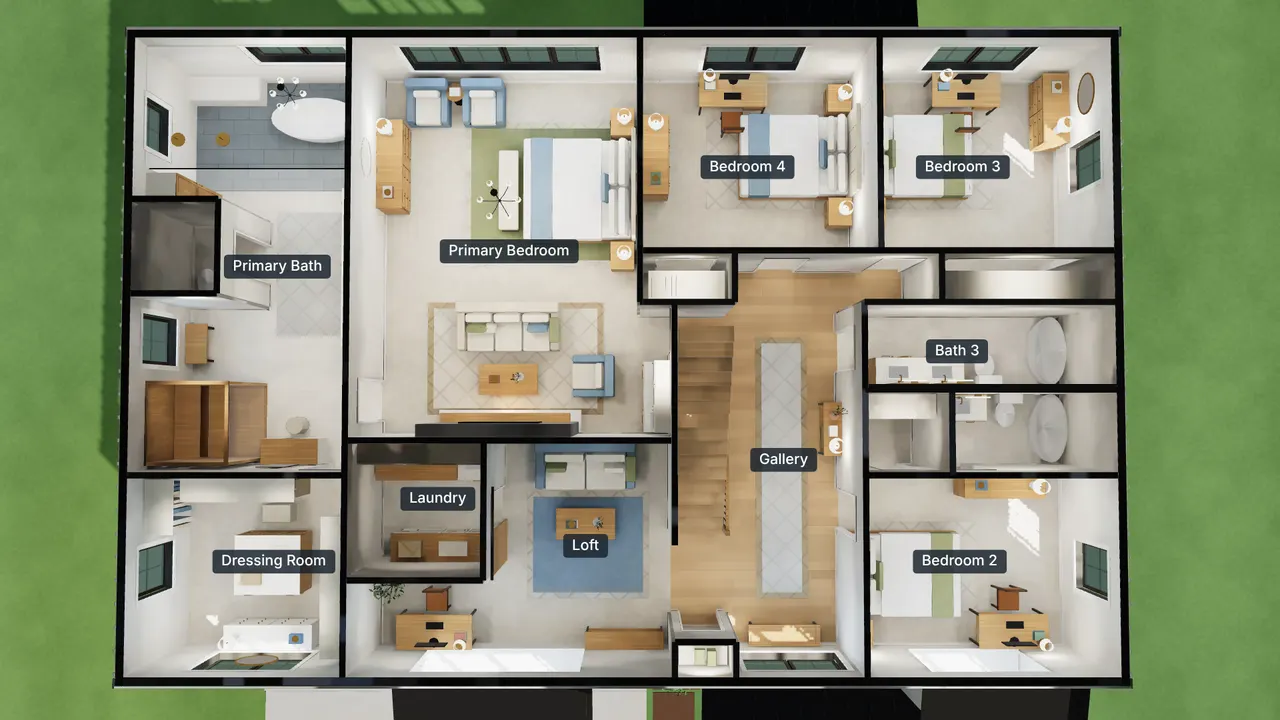 Bedroom 4
Bedroom 3
Primary Bedroom
Primary Bath
Bath 3
Gallery
Laundry
Loft
Dressing Room
Bedroom 2